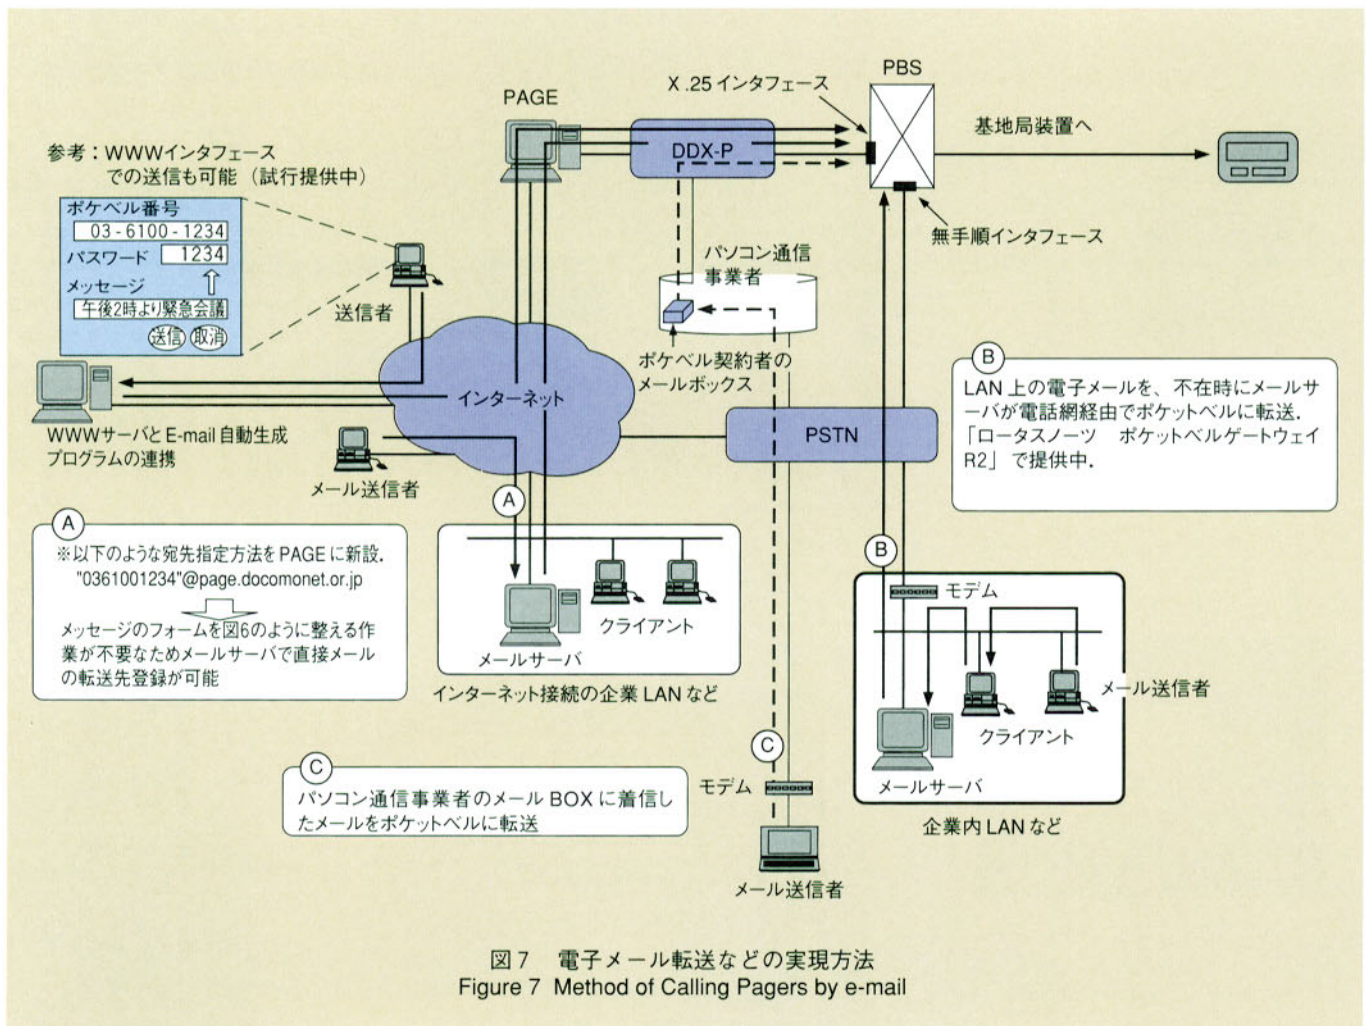 PBS
X.25インタフェース
PAGE
基地局装置へ
DDX-P
参考：WWWインタフェース
での送信も可能（試行提供中）
ポケベル番号
03-6100-1234
パスワード 1234
メッセージ
午後2時より緊急会議
送信 取消
送信者
無手順インタフェース
パソコン通信
事業者
ポケベル契約者の
メールボックス
インターネット
WWWサーバとE-mail自動生成
プログラムの連携
メール送信者
PSTN
B
LAN上の電子メールを、不在時にメールサ
ーバが電話網経由でポケットベルに転送．
「ロータスノーツ　ポケットベルゲートウェイ
R2」で提供中．
A
A
※以下のような宛先指定方法をPAGEに新設．
"0361001234"@page.docomonet.or.jp
メッセージのフォームを図6のように整える作
業が不要なためメールサーバで直接メール
の転送先登録が可能
クライアント
メールサーバ
インターネット接続の企業LANなど
B
モデム
メール送信者
クライアント
メールサーバ
企業内LANなど
C
パソコン通信事業者のメールBOXに着信し
たメールをポケットベルに転送
C
モデム
メール送信者
図7　電子メール転送などの実現方法
Figure 7 Method of Calling Pagers by e-mail